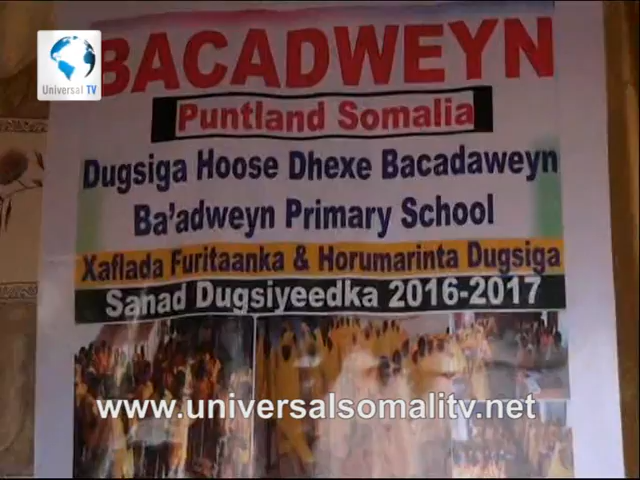 Universal TV
BACADWEYN
Puntland Somalia
Dugsiga Hoose Dhexe Bacadaweyn
Ba'adweyn Primary School
Xaflada Furitaanka & Horumarinta Dugsiga
Sanad Dugsiyeedka 2016-2017
www.universalsomalitv.net